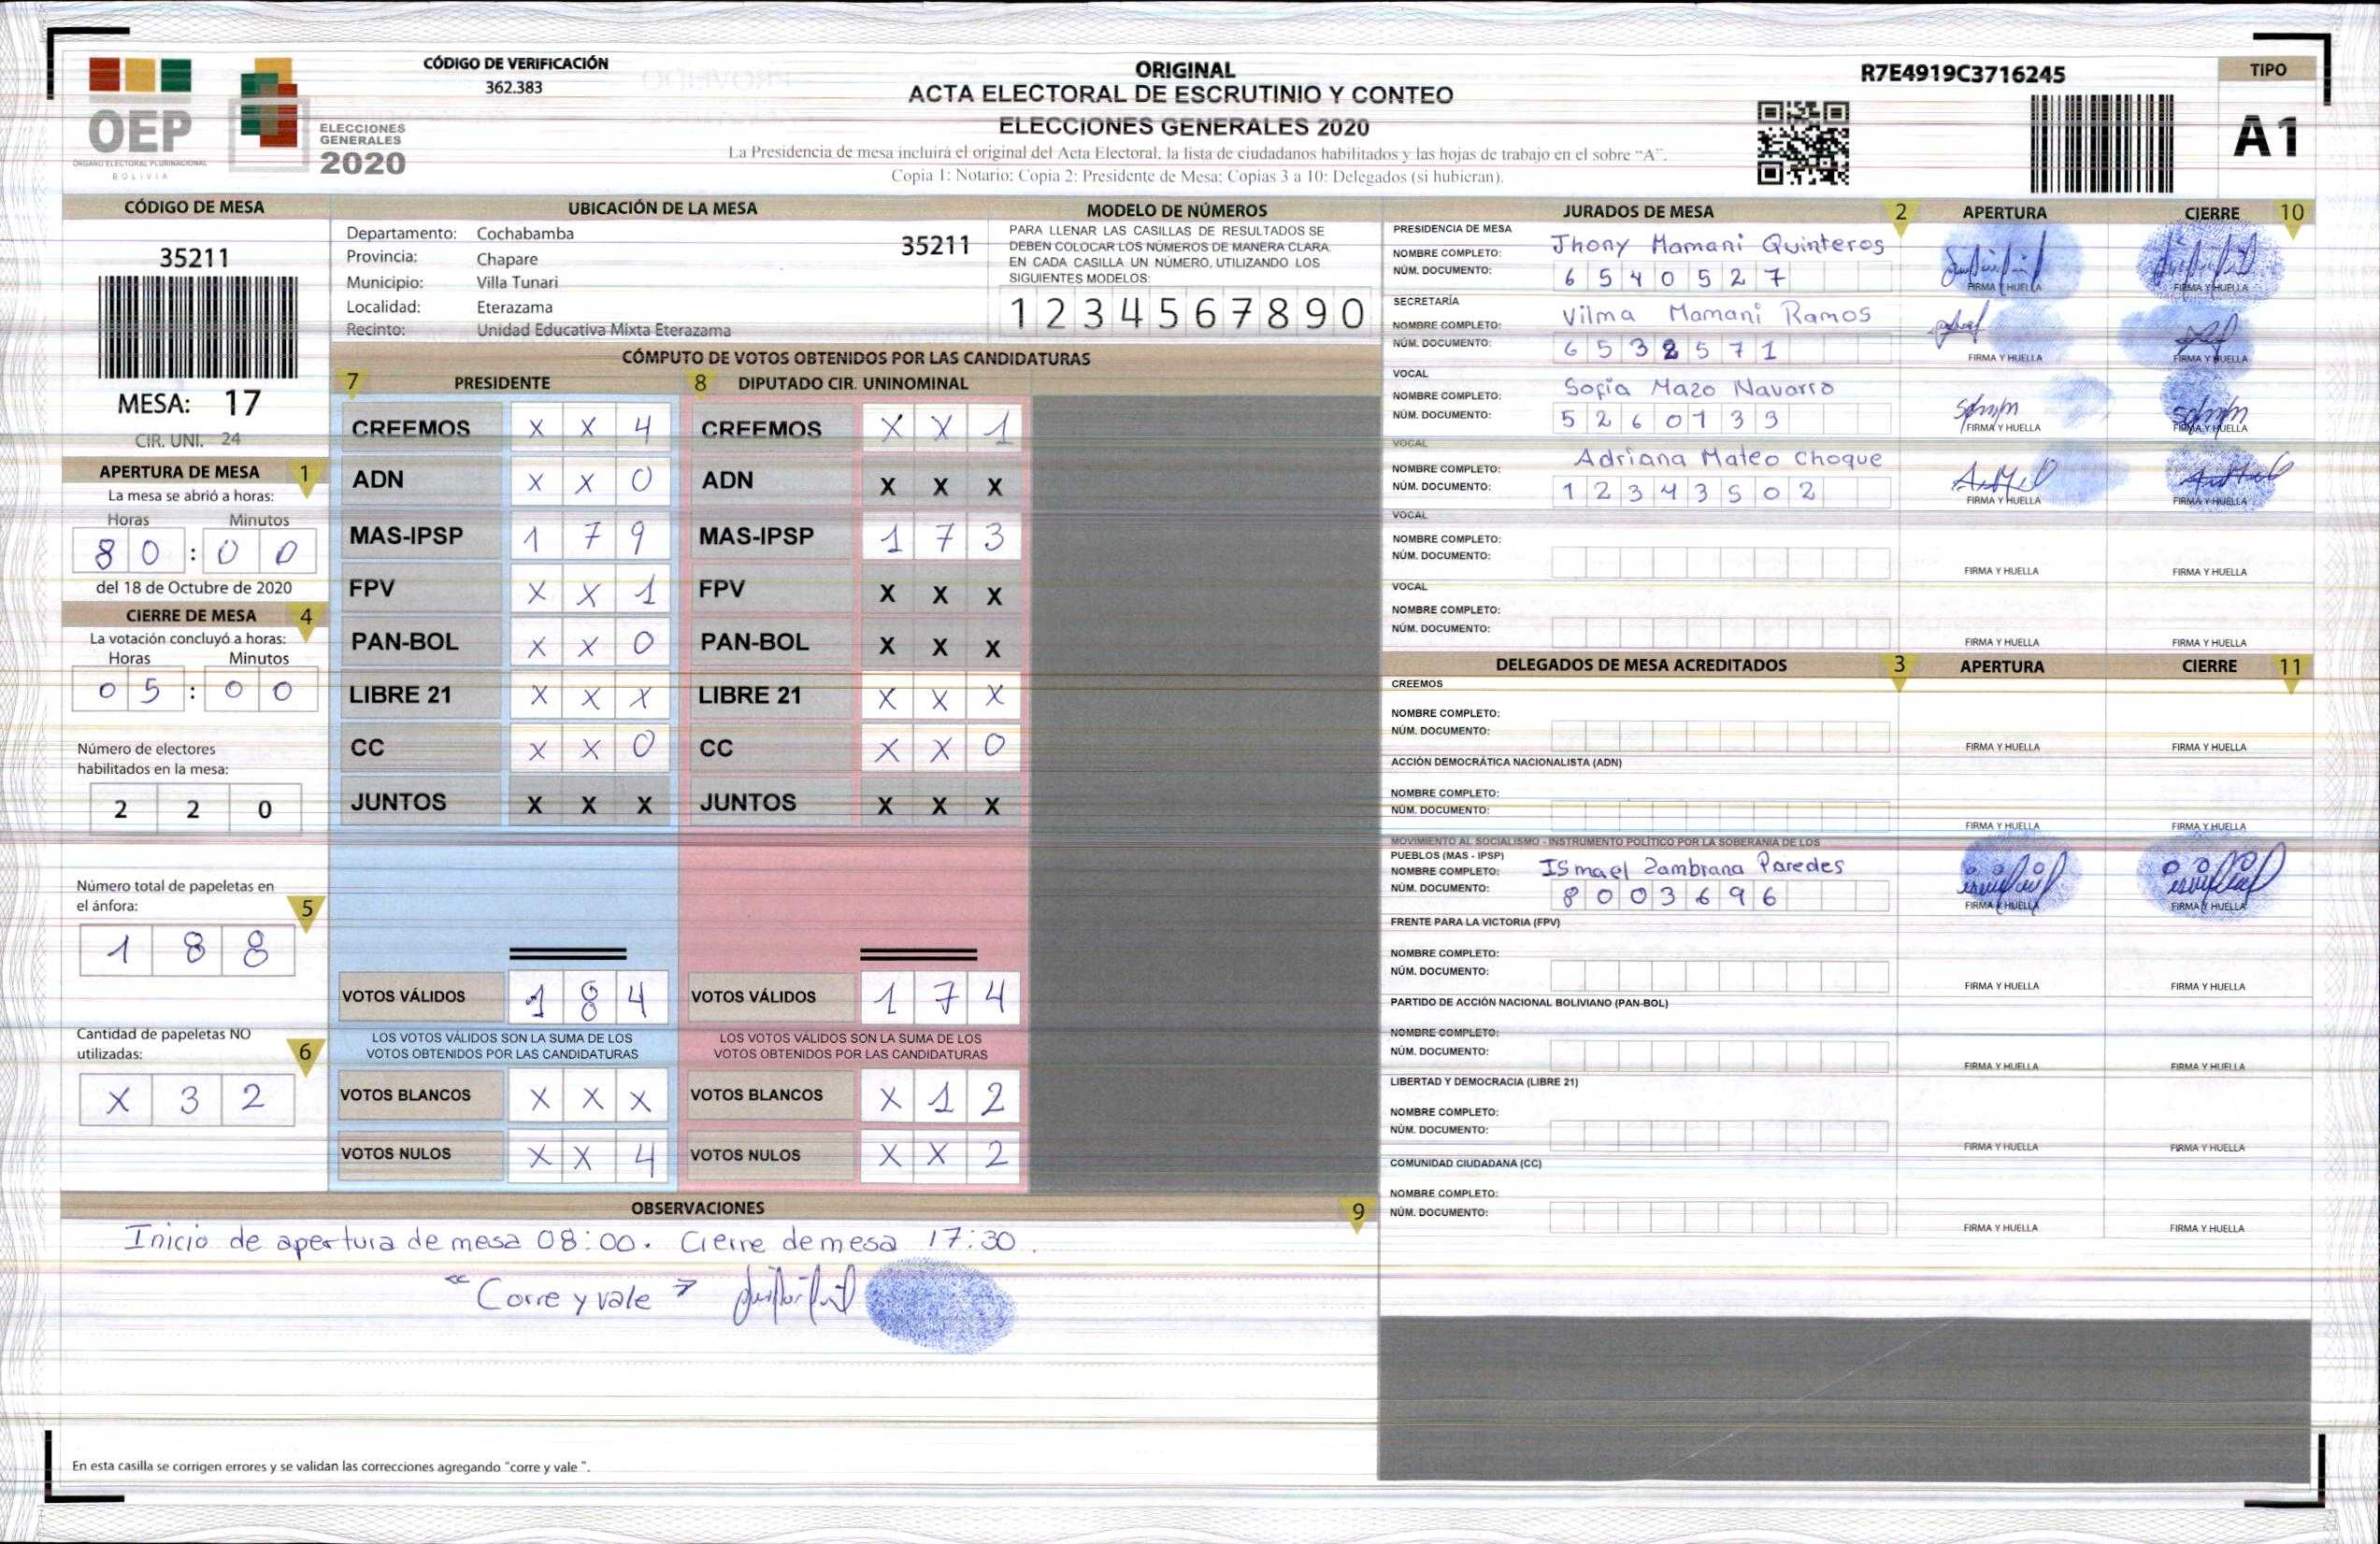 CÓDIGO DE VERIFICACIÓN
362.383
OEP
ÓRGANO ELECTORAL PLURINACIONAL
BOLIVIA
ELECCIONES
GENERALES
2020
ORIGINAL
ACTA ELECTORAL DE ESCRUTINIO Y CONTEO
ELECCIONES GENERALES 2020
La Presidencia de mesa incluirá el original del Acta Electoral, la lista de ciudadanos habilitados y las hojas de trabajo en el sobre "A".
Copia 1: Notario; Copia 2: Presidente de Mesa; Copias 3 a 10: Delegados (si hubieran).
R7E4919C3716245
TIPO
A1
CÓDIGO DE MESA
35211
MESA: 17
CIR. UNI. 24
APERTURA DE MESA 1
La mesa se abrió a horas:
Horas Minutos
8 0 : 0 0
del 18 de Octubre de 2020
CIERRE DE MESA 4
La votación concluyó a horas:
Horas Minutos
0 5 : 0 0
Número de electores
habilitados en la mesa:
2 2 0
Número total de papeletas en
el ánfora: 5
1 8 8
Cantidad de papeletas NO
utilizadas: 6
X 3 2
UBICACIÓN DE LA MESA
Departamento: Cochabamba
35211
Provincia: Chapare
Municipio: Villa Tunari
Localidad: Eterazama
Recinto: Unidad Educativa Mixta Eterazama
MODELO DE NÚMEROS
PARA LLENAR LAS CASILLAS DE RESULTADOS SE
DEBEN COLOCAR LOS NÚMEROS DE MANERA CLARA
EN CADA CASILLA UN NÚMERO, UTILIZANDO LOS
SIGUIENTES MODELOS:
1 2 3 4 5 6 7 8 9 0
CÓMPUTO DE VOTOS OBTENIDOS POR LAS CANDIDATURAS
7 PRESIDENTE 8 DIPUTADO CIR. UNINOMINAL
CREEMOS X X 4 CREEMOS X X 1
ADN X X 0 ADN X X X
MAS-IPSP 1 7 9 MAS-IPSP 1 7 3
FPV X X 1 FPV X X X
PAN-BOL X X 0 PAN-BOL X X X
LIBRE 21 X X X LIBRE 21 X X X
CC X X 0 CC X X 0
JUNTOS X X X JUNTOS X X X
VOTOS VÁLIDOS 1 8 4 VOTOS VÁLIDOS 1 7 4
LOS VOTOS VÁLIDOS SON LA SUMA DE LOS LOS VOTOS VÁLIDOS SON LA SUMA DE LOS
VOTOS OBTENIDOS POR LAS CANDIDATURAS VOTOS OBTENIDOS POR LAS CANDIDATURAS
VOTOS BLANCOS X X X VOTOS BLANCOS X 1 2
VOTOS NULOS X X 4 VOTOS NULOS X X 2
OBSERVACIONES 9
Inicio de apertura de mesa 08:00. Cierre de mesa 17:30.
"Corre y vale"
En esta casilla se corrigen errores y se validan las correcciones agregando "corre y vale ".
JURADOS DE MESA 2 APERTURA CIERRE 10
PRESIDENCIA DE MESA
NOMBRE COMPLETO: Jhony Mamani Quinteros
NÚM. DOCUMENTO: 6 5 4 0 5 2 7
FIRMA Y HUELLA FIRMA Y HUELLA
SECRETARÍA
NOMBRE COMPLETO: Vilma Mamani Ramos
NÚM. DOCUMENTO: 6 5 3 2 5 7 1
FIRMA Y HUELLA FIRMA Y HUELLA
VOCAL
NOMBRE COMPLETO: Sofia Mazo Navarro
NÚM. DOCUMENTO: 5 2 6 0 1 3 3
FIRMA Y HUELLA FIRMA Y HUELLA
VOCAL
NOMBRE COMPLETO: Adriana Mateo Choque
NÚM. DOCUMENTO: 1 2 3 4 3 5 0 2
FIRMA Y HUELLA FIRMA Y HUELLA
VOCAL
NOMBRE COMPLETO:
NÚM. DOCUMENTO:
FIRMA Y HUELLA FIRMA Y HUELLA
VOCAL
NOMBRE COMPLETO:
NÚM. DOCUMENTO:
FIRMA Y HUELLA FIRMA Y HUELLA
DELEGADOS DE MESA ACREDITADOS 3 APERTURA CIERRE 11
CREEMOS
NOMBRE COMPLETO:
NÚM. DOCUMENTO:
FIRMA Y HUELLA FIRMA Y HUELLA
ACCIÓN DEMOCRÁTICA NACIONALISTA (ADN)
NOMBRE COMPLETO:
NÚM. DOCUMENTO:
FIRMA Y HUELLA FIRMA Y HUELLA
MOVIMIENTO AL SOCIALISMO - INSTRUMENTO POLÍTICO POR LA SOBERANÍA DE LOS
PUEBLOS (MAS - IPSP)
NOMBRE COMPLETO: Ismael Zambrana Paredes
NÚM. DOCUMENTO: 8 0 0 3 6 9 6
FIRMA Y HUELLA FIRMA Y HUELLA
FRENTE PARA LA VICTORIA (FPV)
NOMBRE COMPLETO:
NÚM. DOCUMENTO:
FIRMA Y HUELLA FIRMA Y HUELLA
PARTIDO DE ACCIÓN NACIONAL BOLIVIANO (PAN-BOL)
NOMBRE COMPLETO:
NÚM. DOCUMENTO:
FIRMA Y HUELLA FIRMA Y HUELLA
LIBERTAD Y DEMOCRACIA (LIBRE 21)
NOMBRE COMPLETO:
NÚM. DOCUMENTO:
FIRMA Y HUELLA FIRMA Y HUELLA
COMUNIDAD CIUDADANA (CC)
NOMBRE COMPLETO:
NÚM. DOCUMENTO:
FIRMA Y HUELLA FIRMA Y HUELLA